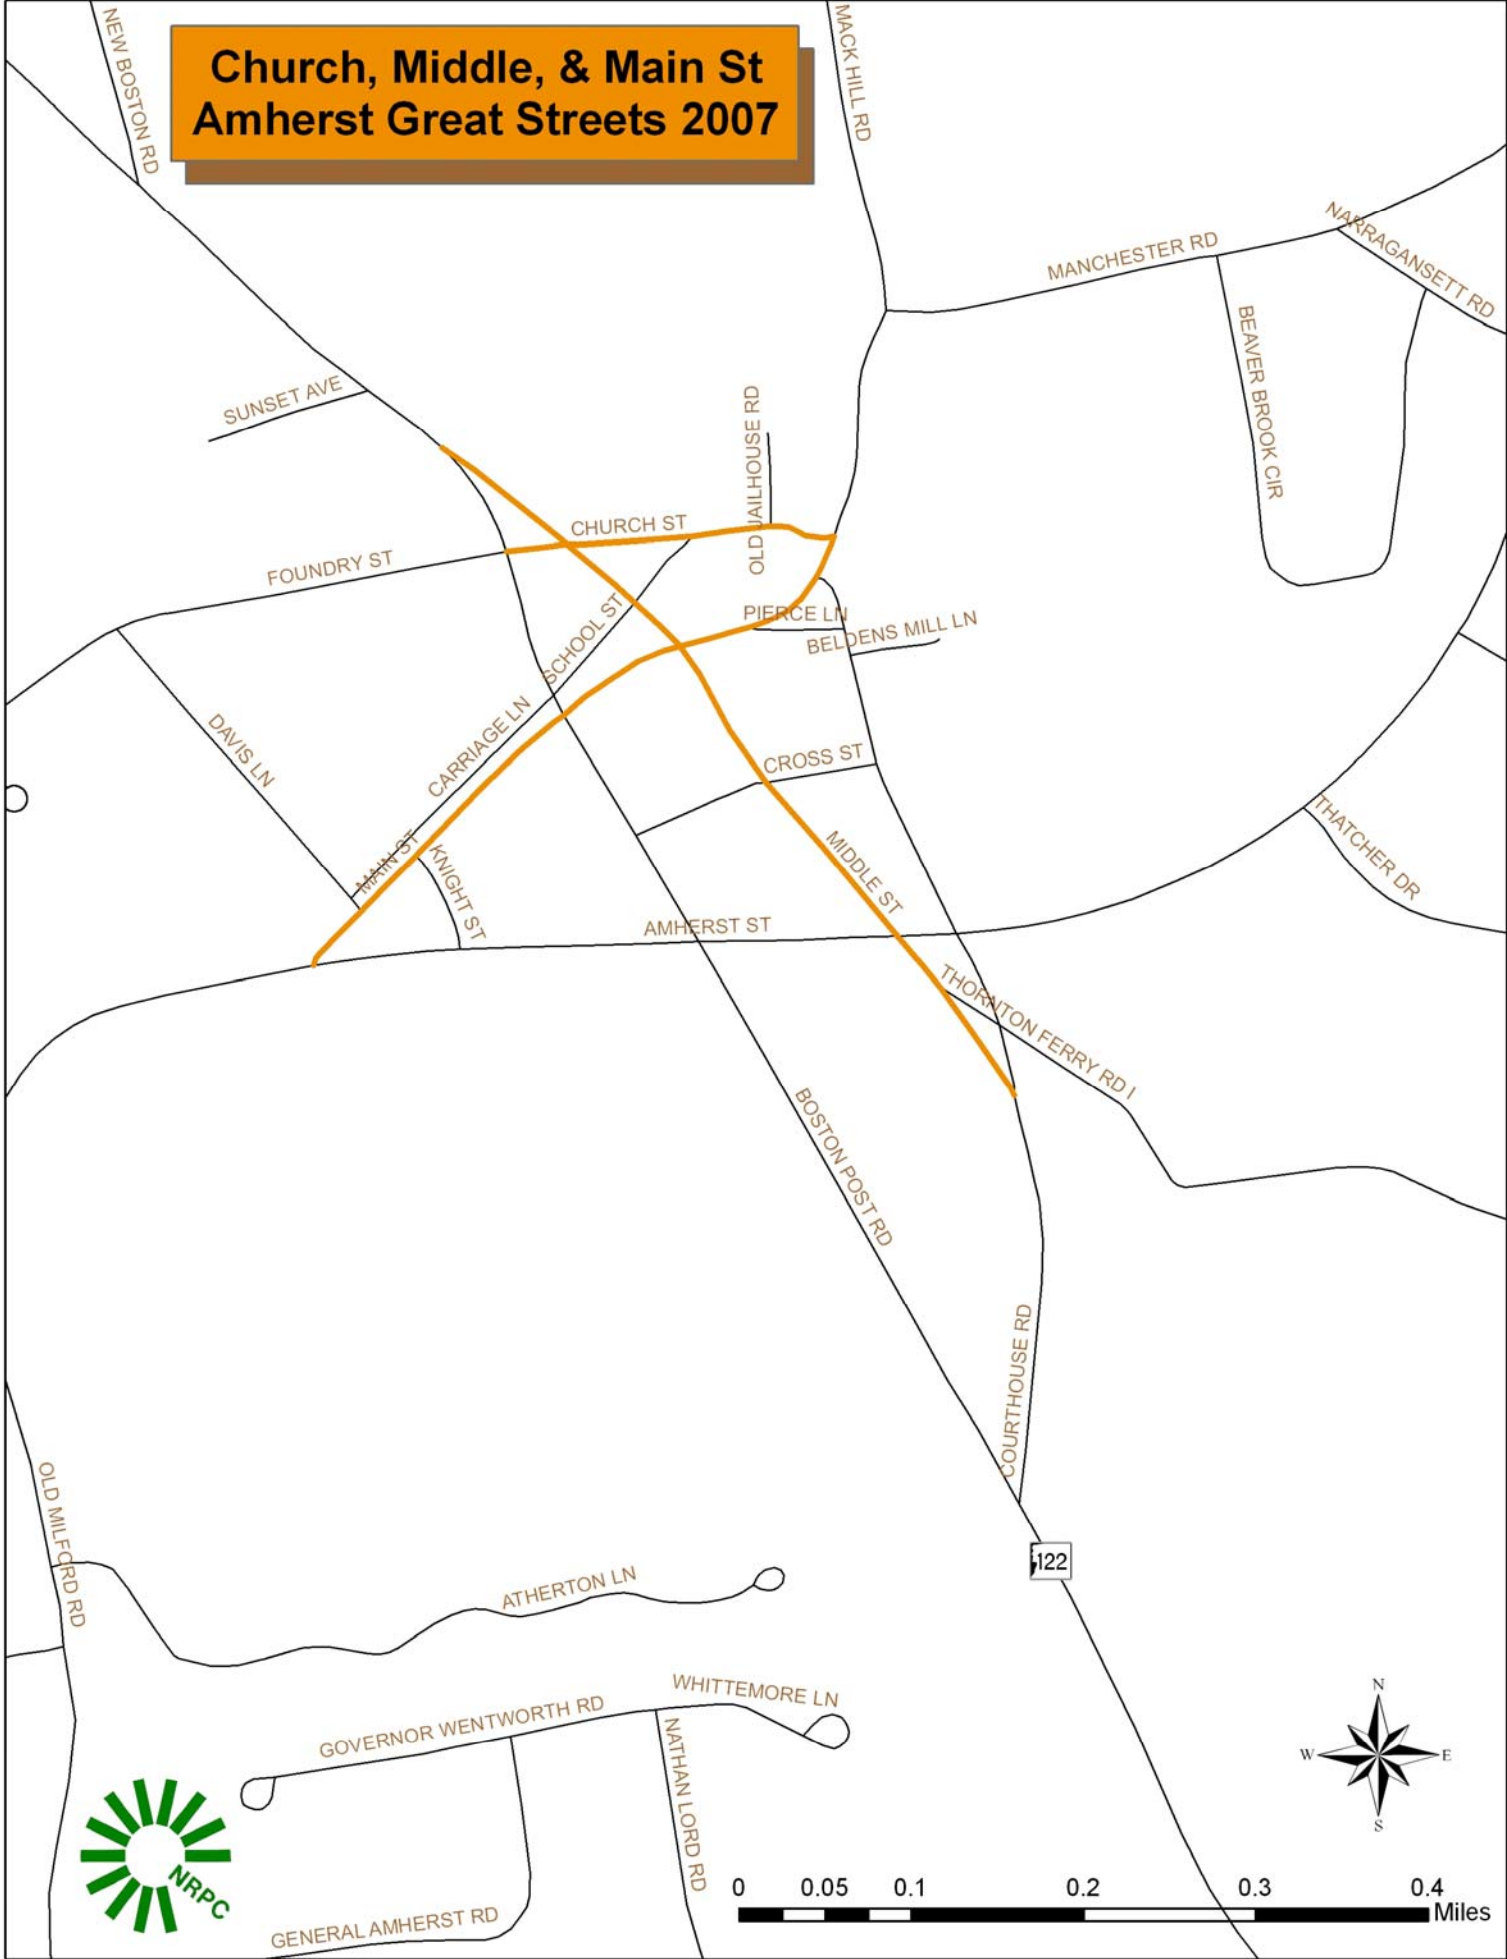 Church, Middle, & Main St
Amherst Great Streets 2007
NEW BOSTON RD
MACK HILL RD
NARRAGANSETT RD
MANCHESTER RD
BEAVER BROOK CIR
SUNSET AVE
OLD JAILHOUSE RD
CHURCH ST
FOUNDRY ST
SCHOOL ST
PIERCE LN
BELDENS MILL LN
DAVIS LN
CARRIAGE LN
CROSS ST
THATCHER DR
MAIN ST
KNIGHT ST
MIDDLE ST
AMHERST ST
THORNTON FERRY RD I
BOSTON POST RD
COURTHOUSE RD
OLD MILFORD RD
122
ATHERTON LN
WHITTEMORE LN
GOVERNOR WENTWORTH RD
NATHAN LORD RD
N
W E
S
NRPC
0 0.05 0.1 0.2 0.3 0.4
Miles
GENERAL AMHERST RD